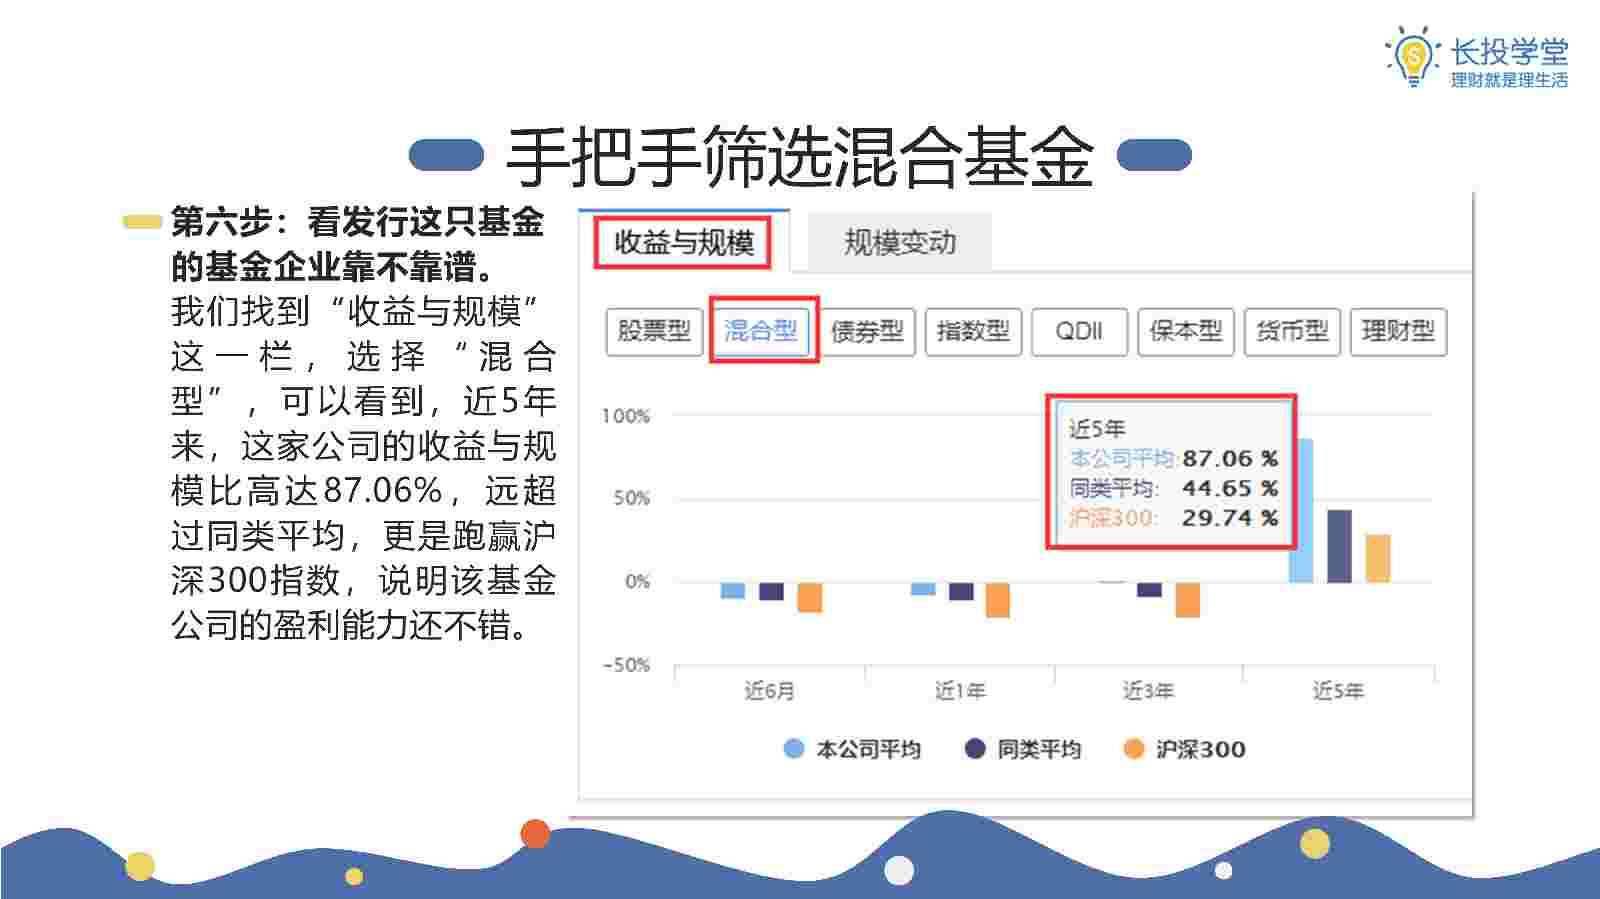 长投学堂
理财就是理生活
手把手筛选混合基金
第六步：看发行这只基金
的基金企业靠不靠谱。
我们找到“收益与规模”
这一栏，选择“混合
型”，可以看到，近5年
来，这家公司的收益与规
模比高达87.06%，远超
过同类平均，更是跑赢沪
深300指数，说明该基金
公司的盈利能力还不错。
收益与规模 规模变动
股票型 混合型 债券型 指数型 QDII 保本型 货币型 理财型
100%
50%
0%
-50%
近5年
本公司平均: 87.06 %
同类平均: 44.65 %
沪深300: 29.74 %
近6月 近1年 近3年 近5年
本公司平均 同类平均 沪深300